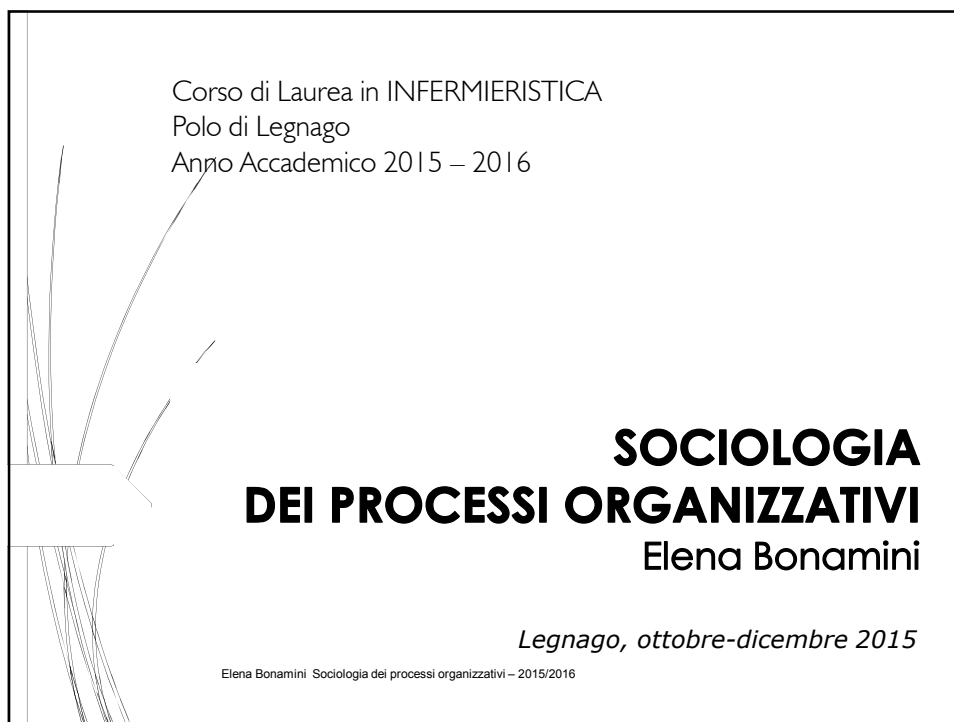 Corso di Laurea in INFERMIERISTICA
Polo di Legnago
Anno Accademico 2015 – 2016
SOCIOLOGIA
DEI PROCESSI ORGANIZZATIVI
Elena Bonamini
Legnago, ottobre-dicembre 2015
Elena Bonamini Sociologia dei processi organizzativi – 2015/2016